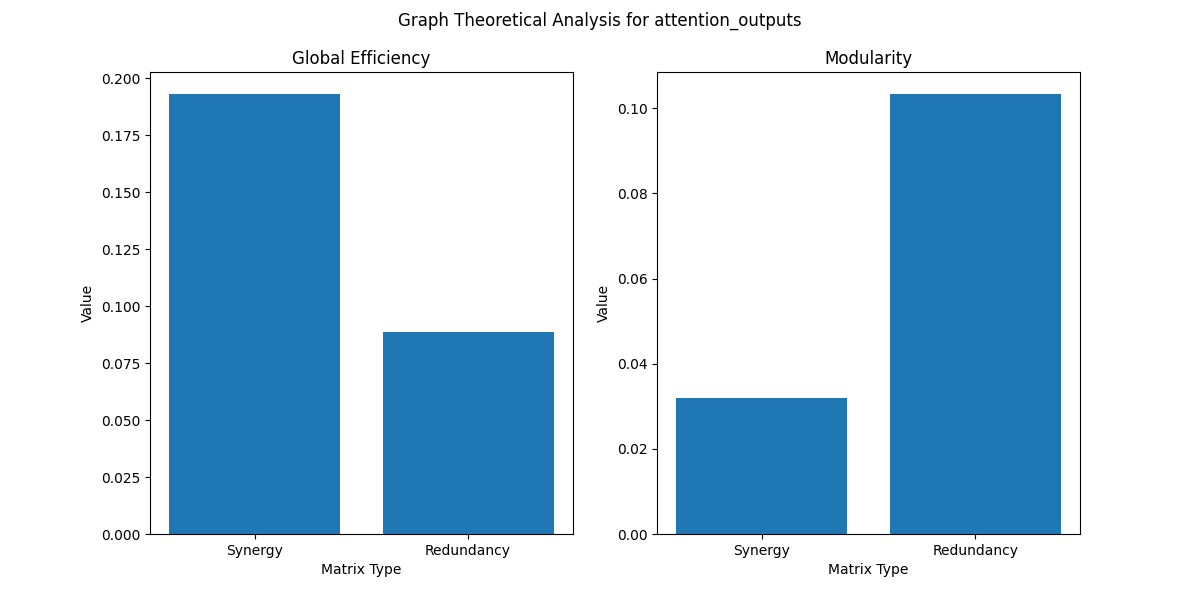 Graph Theoretical Analysis for attention_outputs
Global Efficiency
0.200
0.175
0.150
0.125
0.100
0.075
0.050
0.025
0.000
Value
Synergy
Redundancy
Matrix Type
Modularity
0.10
0.08
0.06
0.04
0.02
0.00
Value
Synergy
Redundancy
Matrix Type